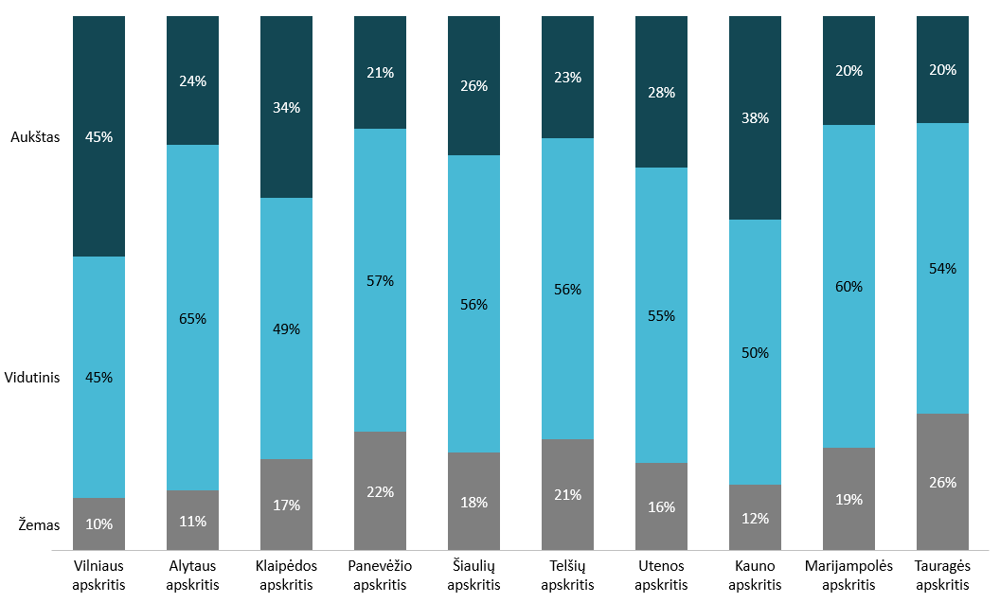 24%
21%
26%
23%
28%
20%
20%
34%
38%
Aukštas
45%
65%
49%
57%
56%
56%
55%
50%
60%
54%
Vidutinis
45%
Žemas
10%
11%
17%
22%
18%
21%
16%
12%
19%
26%
Vilniaus apskritis
Alytaus apskritis
Klaipėdos apskritis
Panevėžio apskritis
Šiaulių apskritis
Telšių apskritis
Utenos apskritis
Kauno apskritis
Marijampolės apskritis
Tauragės apskritis